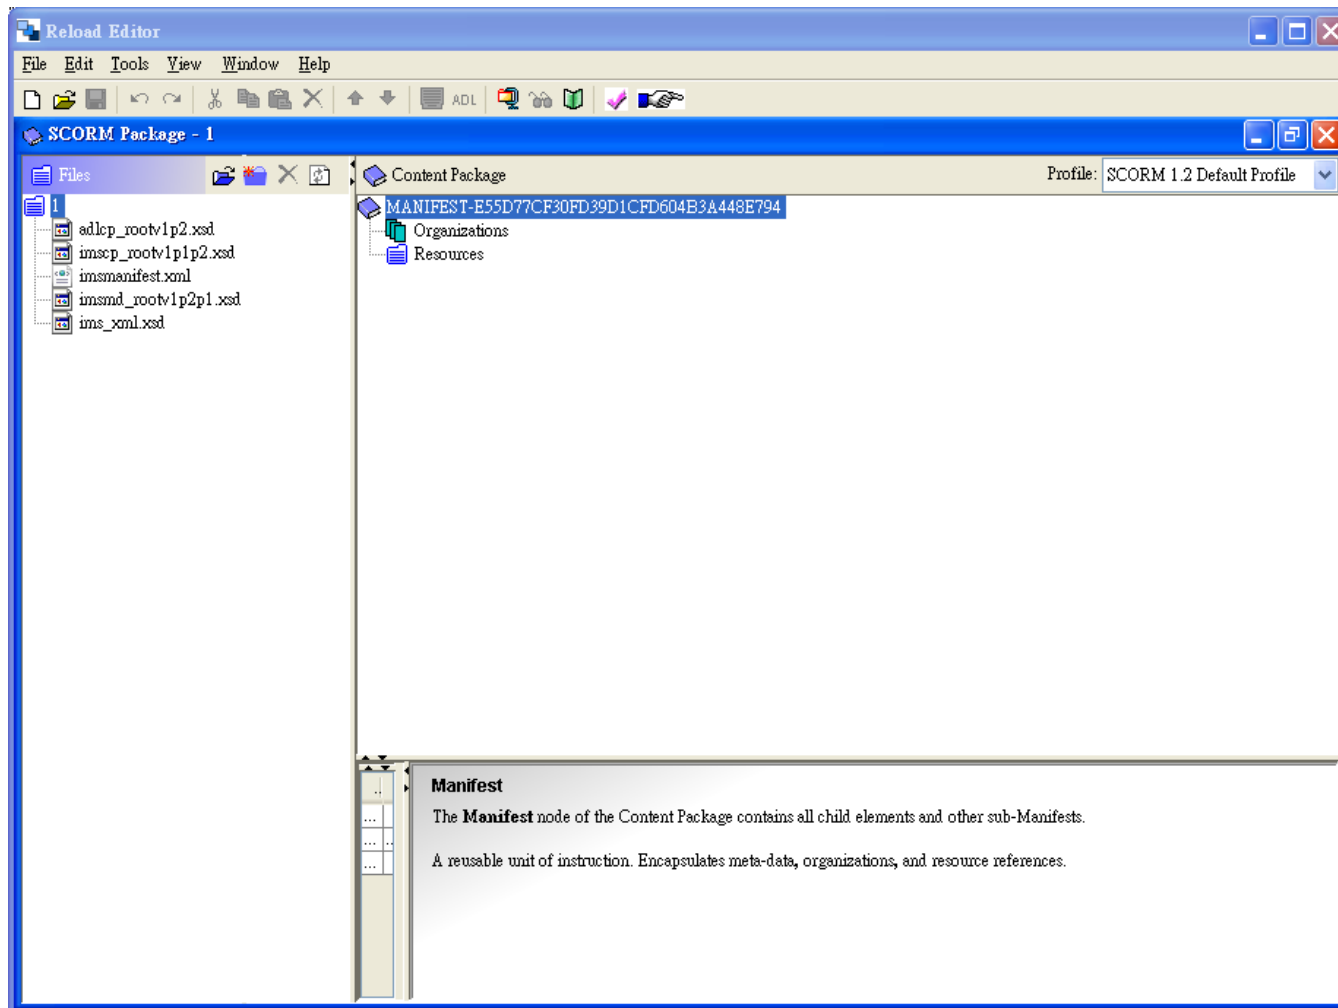 Reload Editor
File Edit Tools View Window Help
ADL
SCORM Package - 1
Files
Content Package
Profile: SCORM 1.2 Default Profile
1
adlcp_rootv1p2.xsd
imscp_rootv1p1p2.xsd
imsmanifest.xml
imsmd_rootv1p2p1.xsd
ims_xml.xsd
MANIFEST-E55D77CF30FD39D1CFD604B3A448E794
Organizations
Resources
..
...
... ..
...
Manifest
The Manifest node of the Content Package contains all child elements and other sub-Manifests.
A reusable unit of instruction. Encapsulates meta-data, organizations, and resource references.